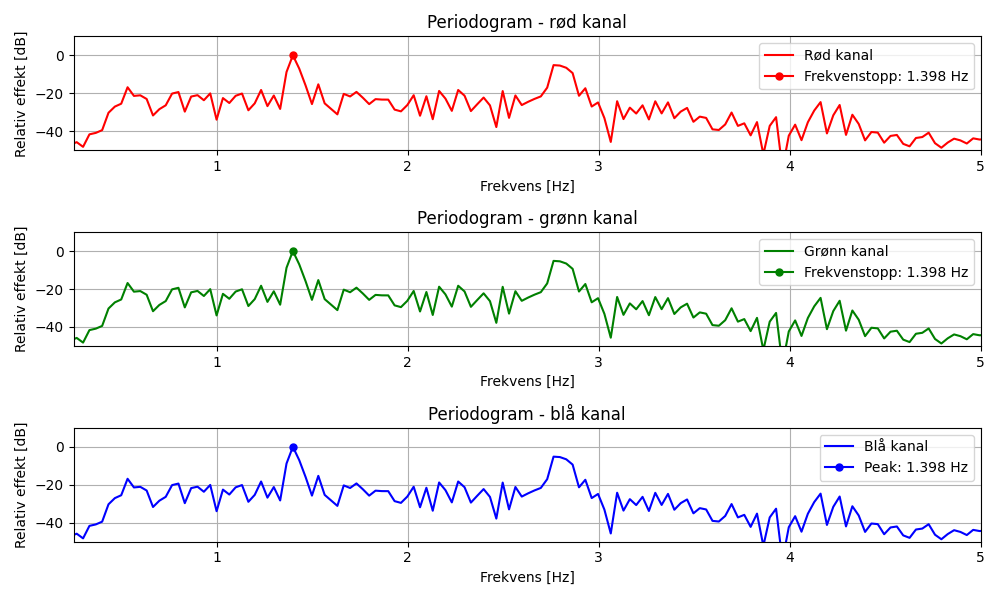 Periodogram - rød kanal
Relativ effekt [dB]
0
−20
−40
Rød kanal
Frekvenstopp: 1.398 Hz
1 2 3 4 5
Frekvens [Hz]
Periodogram - grønn kanal
Relativ effekt [dB]
0
−20
−40
Grønn kanal
Frekvenstopp: 1.398 Hz
1 2 3 4 5
Frekvens [Hz]
Periodogram - blå kanal
Relativ effekt [dB]
0
−20
−40
Blå kanal
Peak: 1.398 Hz
1 2 3 4 5
Frekvens [Hz]